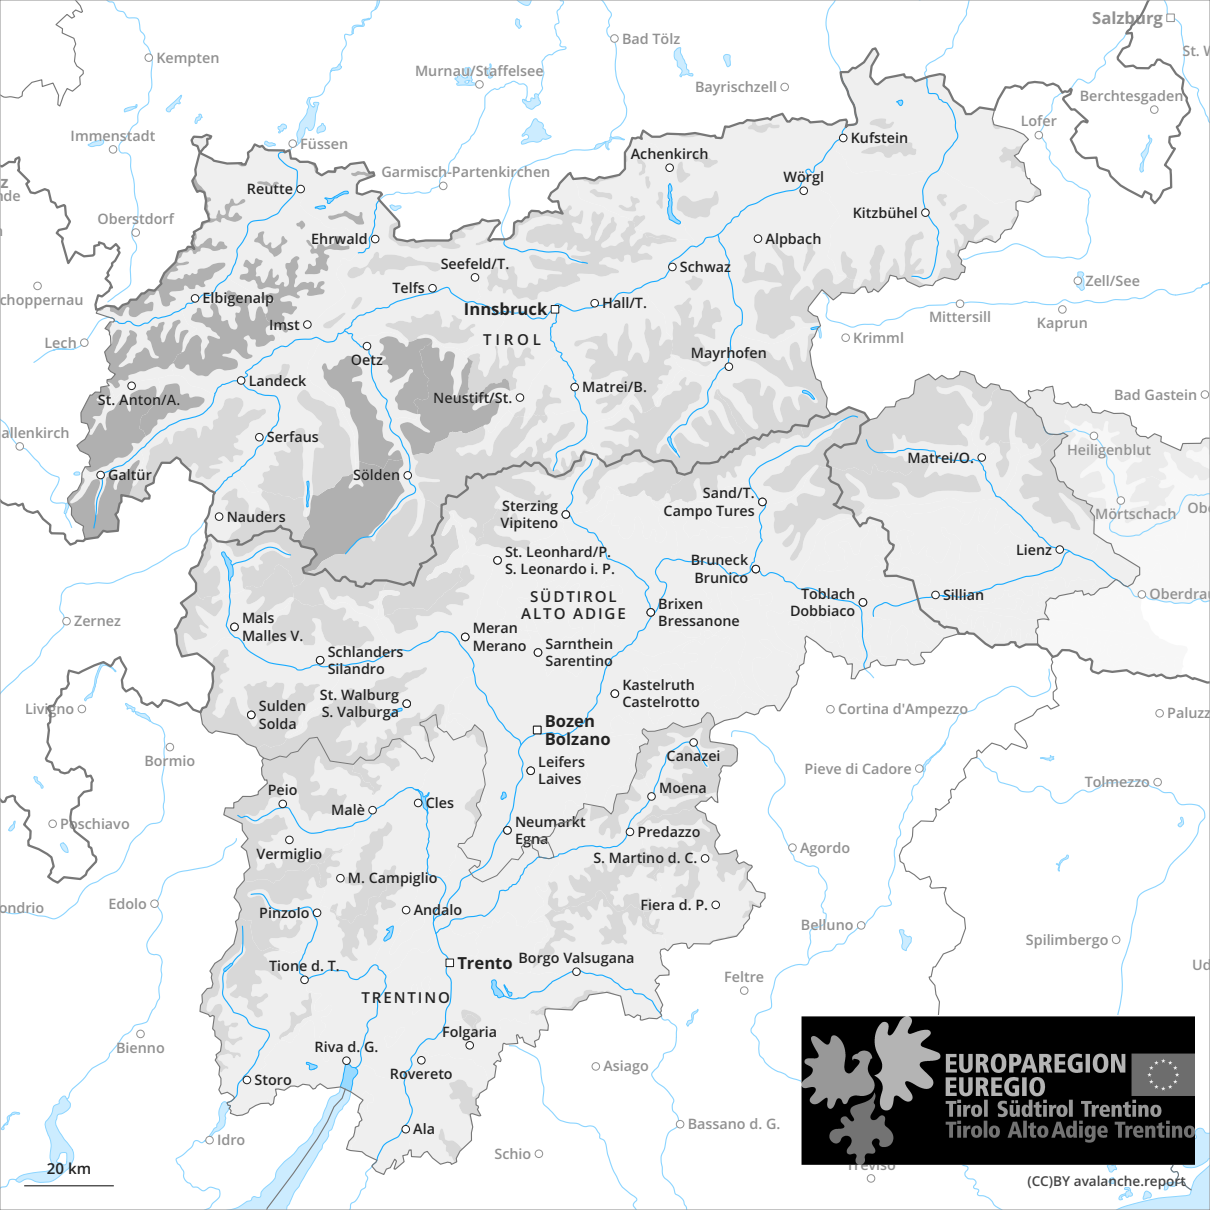 Salzburg
St. W
Bad Tölz
Kempten
Murnau/Staffelsee
Bayrischzell
Berchtesgaden
Lofer
Immenstadt
Füssen
Kufstein
Achenkirch
Garmisch-Partenkirchen
Wörgl
Reutte
z
nde
Oberstdorf
Kitzbühel
Ehrwald
Alpbach
Seefeld/T.
Schwaz
Telfs
Zell/See
choppernau
Elbigenalp
Innsbruck
Hall/T.
Mittersill
Kaprun
Imst
TIROL
Krimml
Lech
Oetz
Mayrhofen
Landeck
Matrei/B.
St. Anton/A.
Neustift/St.
Bad Gastein
allenkirch
Serfaus
Heiligenblut
Matrei/O.
Galtür
Sölden
Sand/T.
Campo Tures
Sterzing
Vipiteno
Mörtschach
Obe
Nauders
St. Leonhard/P.
S. Leonardo i. P.
Bruneck
Brunico
Lienz
SÜDTIROL
ALTO ADIGE
Toblach
Dobbiaco
Sillian
Oberdrau
Brixen
Bressanone
Zernez
Mals
Malles V.
Meran
Merano
Sarnthein
Sarentino
Schlanders
Silandro
Kastelruth
Castelrotto
St. Walburg
S. Valburga
Sulden
Solda
Livigno
Cortina d'Ampezzo
Paluzz
Bozen
Bolzano
Bormio
Canazei
Leifers
Laives
Pieve di Cadore
Tolmezzo
Peio
Moena
Malè
Cles
Poschiavo
Neumarkt
Egna
Predazzo
Vermiglio
S. Martino d. C.
Agordo
M. Campiglio
ondrio
Edolo
Pinzolo
Andalo
Fiera d. P.
Belluno
Spilimbergo
Tione d. T.
Trento
Borgo Valsugana
Ud
Feltre
TRENTINO
Folgaria
Bienno
Riva d. G.
Rovereto
Asiago
Storo
EUROPAREGION
EUREGIO
Tirol Südtirol Trentino
Tirolo Alto Adige Trentino
Idro
Ala
Bassano d. G.
Schio
Treviso
20 km
(CC)BY avalanche.report